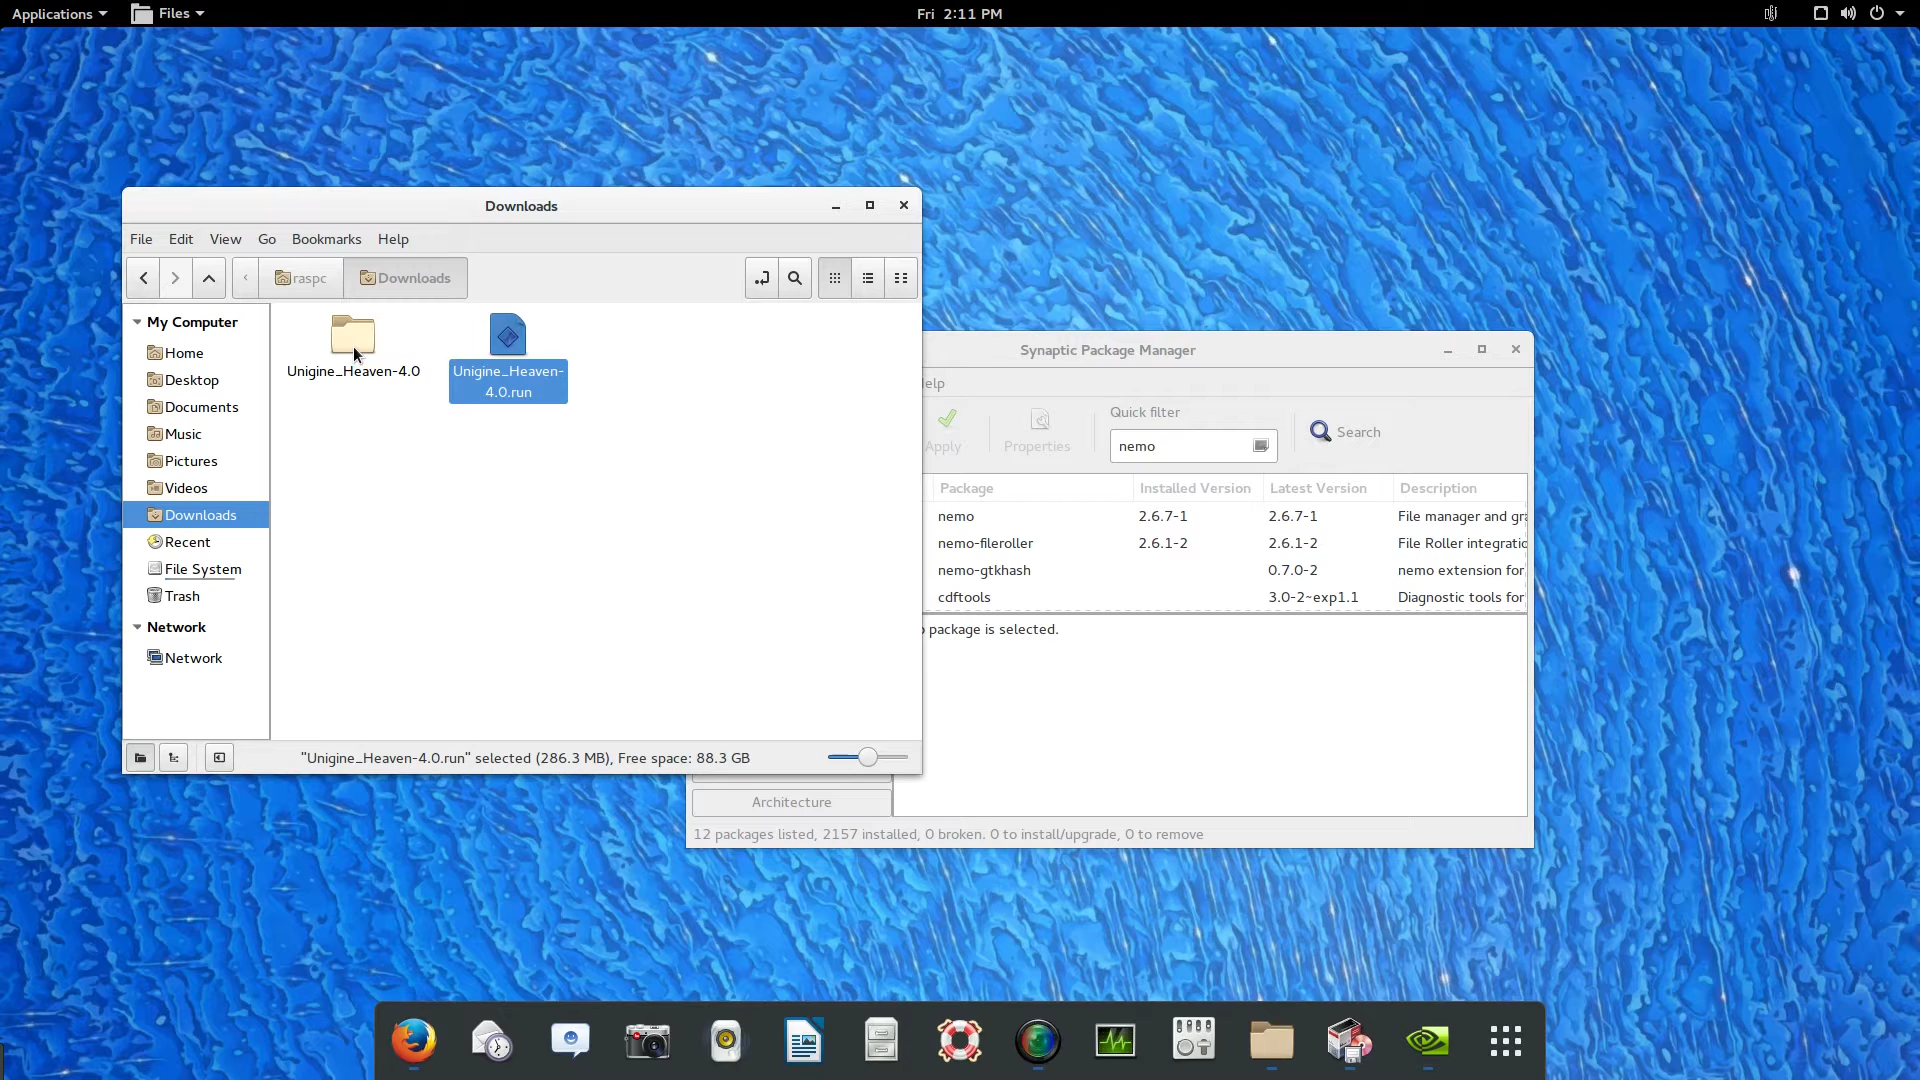 Applications
Files
Fri 2:11 PM
Downloads
File
Edit
View
Go
Bookmarks
Help
raspc
Downloads
My Computer
Home
Desktop
Documents
Music
Pictures
Videos
Downloads
Recent
File System
Trash
Network
Network
Unigine_Heaven-4.0
Unigine_Heaven-
4.0.run
"Unigine_Heaven-4.0.run" selected (286.3 MB), Free space: 88.3 GB
Synaptic Package Manager
elp
Apply
Properties
Quick filter
nemo
Search
Package Installed Version Latest Version Description
nemo 2.6.7-1 2.6.7-1 File manager and gra
nemo-fileroller 2.6.1-2 2.6.1-2 File Roller integratio
nemo-gtkhash 0.7.0-2 nemo extension for
cdftools 3.0-2~exp1.1 Diagnostic tools for
package is selected.
Architecture
12 packages listed, 2157 installed, 0 broken. 0 to install/upgrade, 0 to remove